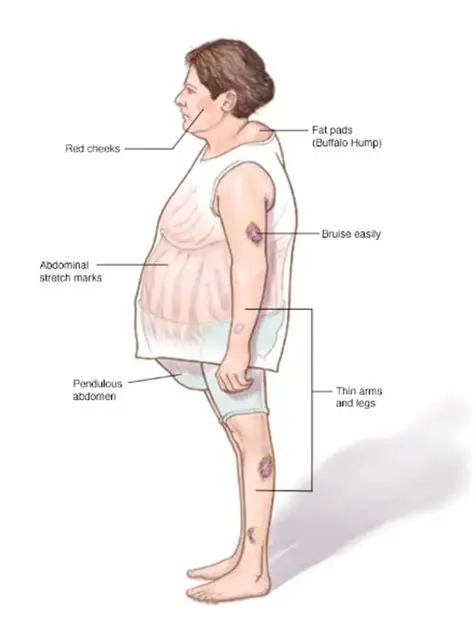 Red cheeks
Fat pads
(Buffalo Hump)
Bruise easily
Abdominal
stretch marks
Pendulous
abdomen
Thin arms
and legs